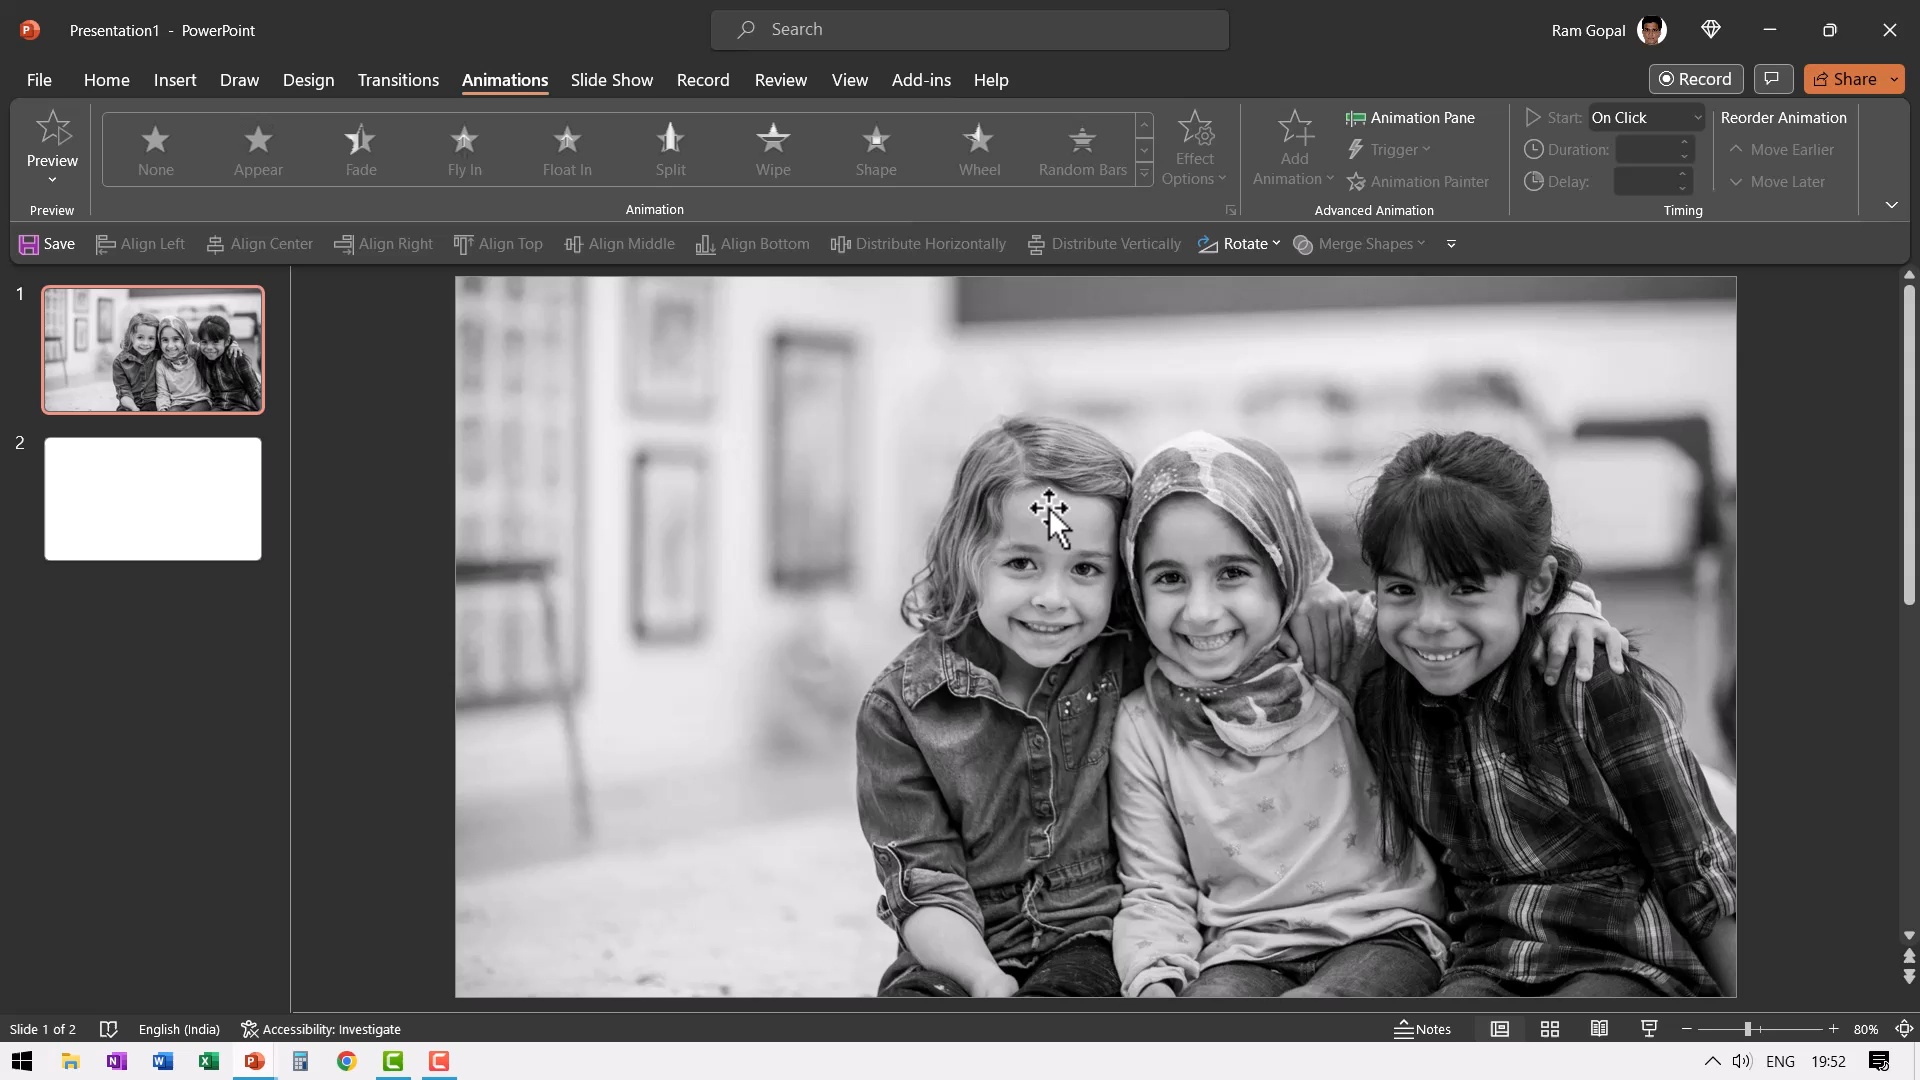 Presentation1 - PowerPoint
Search
Ram Gopal
File Home Insert Draw Design Transitions Animations Slide Show Record Review View Add-ins Help
Record Share
Preview
None Appear Fade Fly In Float In Split Wipe Shape Wheel Random Bars
Effect Options
Add Animation
Animation Pane
Trigger
Animation Painter
Start: On Click
Duration:
Delay:
Reorder Animation
Move Earlier
Move Later
Preview Animation Advanced Animation Timing
Save Align Left Align Center Align Right Align Top Align Middle Align Bottom Distribute Horizontally Distribute Vertically Rotate Merge Shapes
1
2
Slide 1 of 2 English (India) Accessibility: Investigate Notes 80%
ENG 19:52